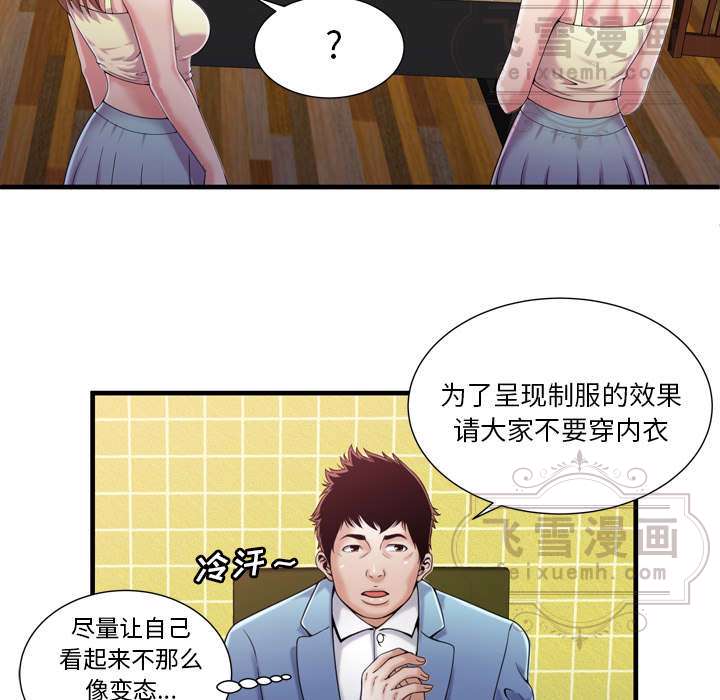 ?
飞雪漫画
Feixuemh.com
为了呈现制服的效果
请大家不要穿内衣
飞雪漫画
Feixuemh.com
冷汗~
尽量让自己
看起来不那么
像变态...